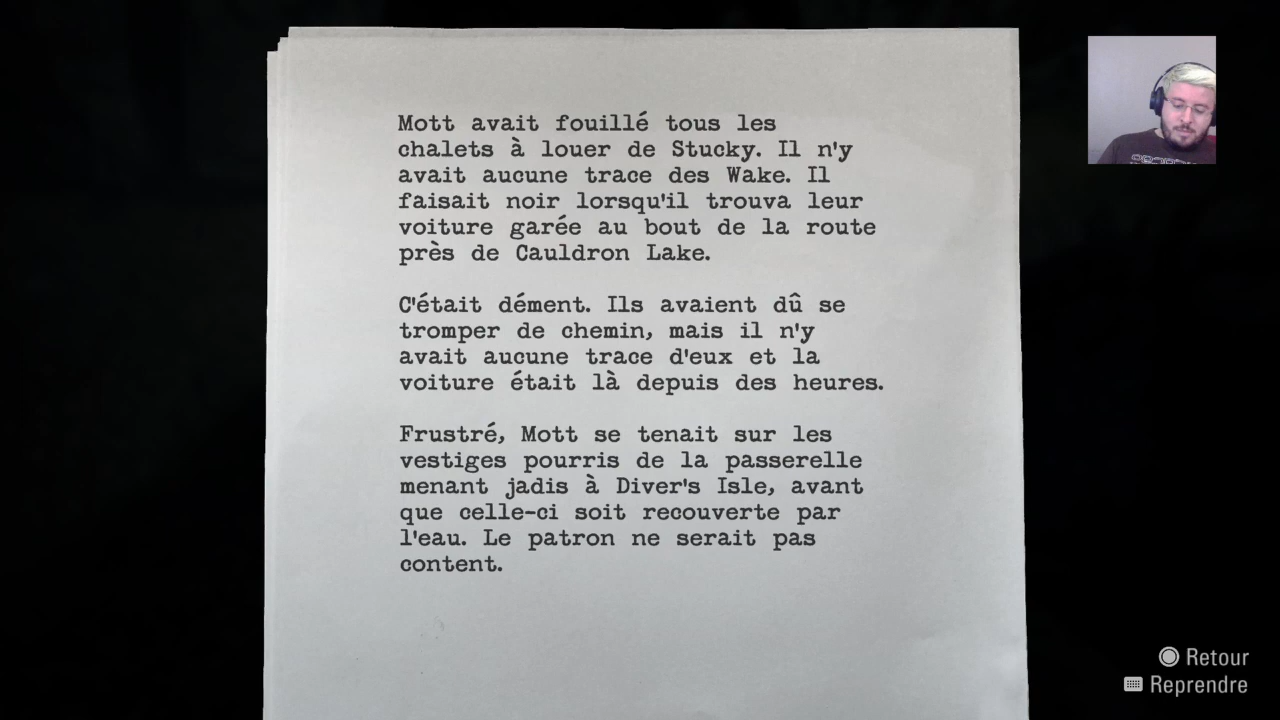 Mott avait fouillé tous les
chalets à louer de Stucky. Il n'y
avait aucune trace des Wake. Il
faisait noir lorsqu'il trouva leur
voiture garée au bout de la route
près de Cauldron Lake.
C'était dément. Ils avaient dû se
tromper de chemin, mais il n'y
avait aucune trace d'eux et la
voiture était là depuis des heures.
Frustré, Mott se tenait sur les
vestiges pourris de la passerelle
menant jadis à Diver's Isle, avant
que celle-ci soit recouverte par
l'eau. Le patron ne serait pas
content.
Retour
Reprendre